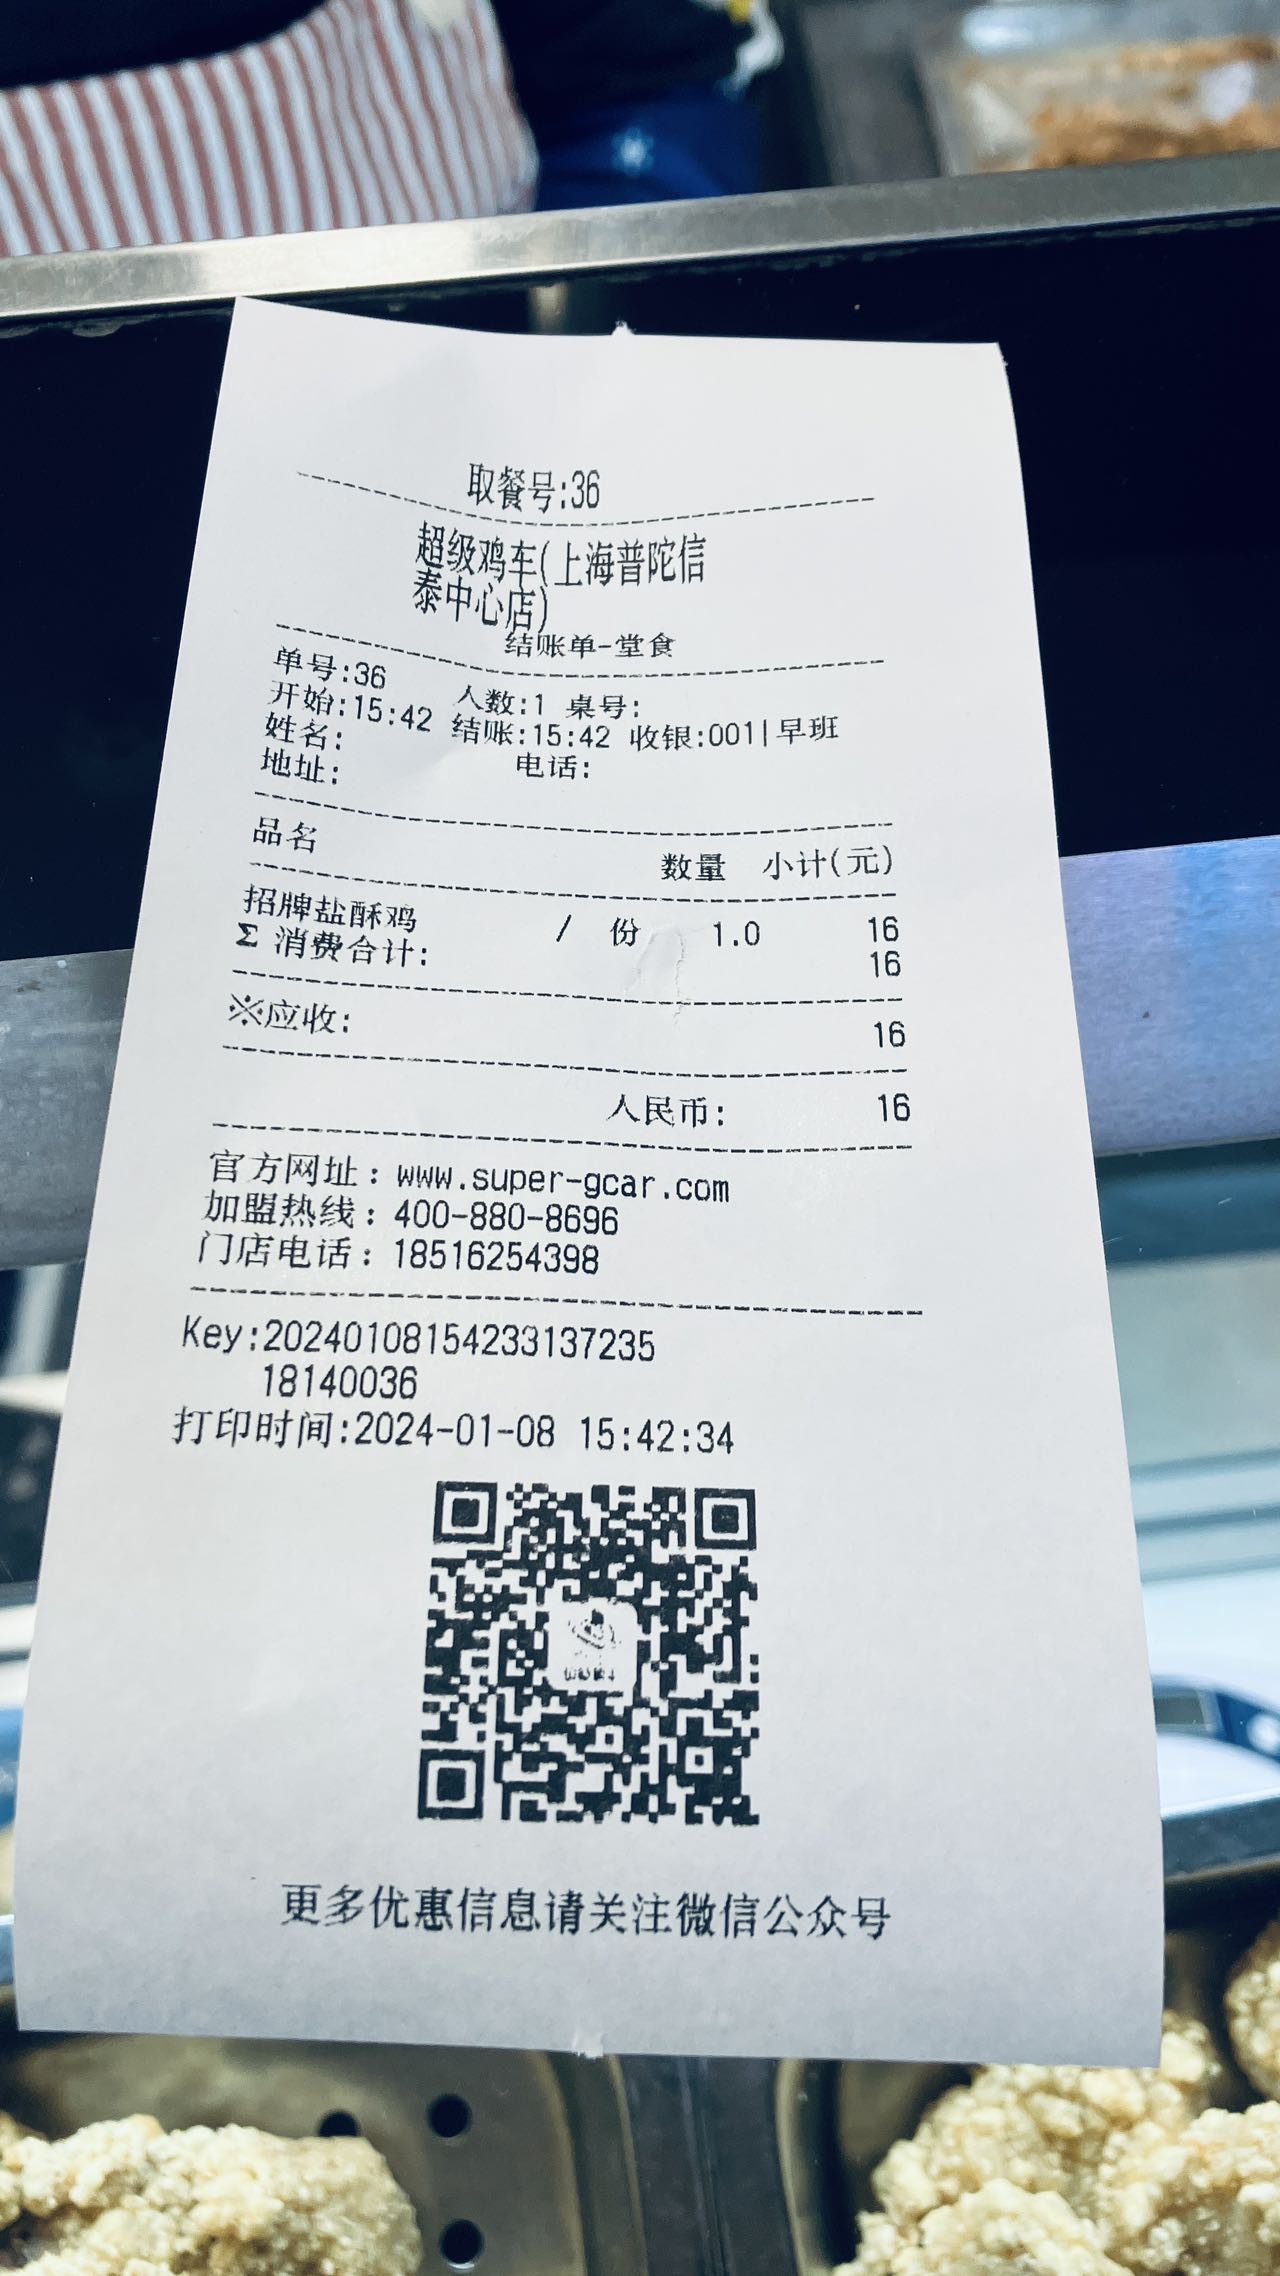 取餐号:36
超级鸡车(上海普陀信
泰中心店)
结账单-堂食
单号:36 人数:1 桌号:
开始:15:42 结账:15:42 收银:001|早班
姓名: 电话:
地址:
品名 数量 小计(元)
招牌盐酥鸡 / 份 1.0 16
Σ 消费合计: 16
※应收: 16
人民币: 16
官方网址：www.super-gcar.com
加盟热线：400-880-8696
门店电话：18516254398
Key:20240108154233137235
18140036
打印时间:2024-01-08 15:42:34
更多优惠信息请关注微信公众号